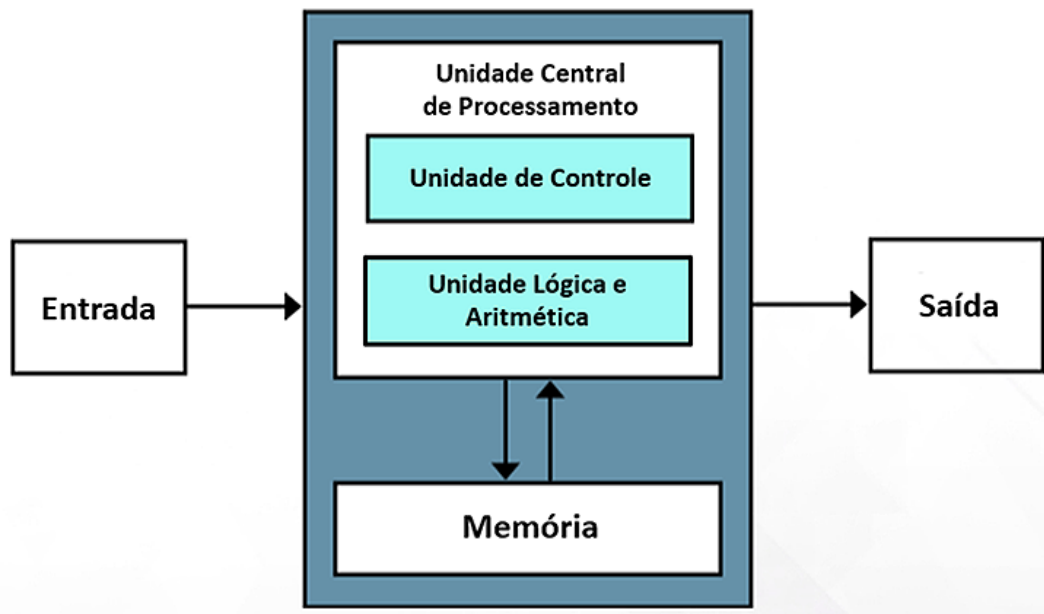 Unidade Central
de Processamento
Unidade de Controle
Unidade Lógica e
Aritmética
Entrada
Saída
Memória